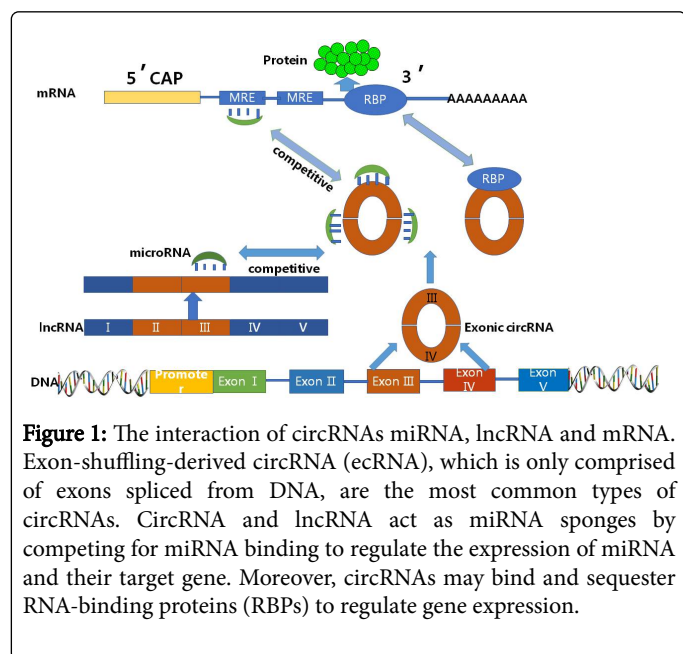 Protein
5′CAP
3′
mRNA
MRE
MRE
RBP
AAAAAAAAA
competitive
RBP
microRNA
competitive
lncRNA
I
II
III
IV
V
III
IV
Exonic circRNA
DNA
Promote
r
Exon I
Exon II
Exon III
Exon
IV
Exon
V
Figure 1: The interaction of circRNAs miRNA, lncRNA and mRNA.
Exon-shuffling-derived circRNA (ecRNA), which is only comprised
of exons spliced from DNA, are the most common types of
circRNAs. CircRNA and lncRNA act as miRNA sponges by
competing for miRNA binding to regulate the expression of miRNA
and their target gene. Moreover, circRNAs may bind and sequester
RNA-binding proteins (RBPs) to regulate gene expression.